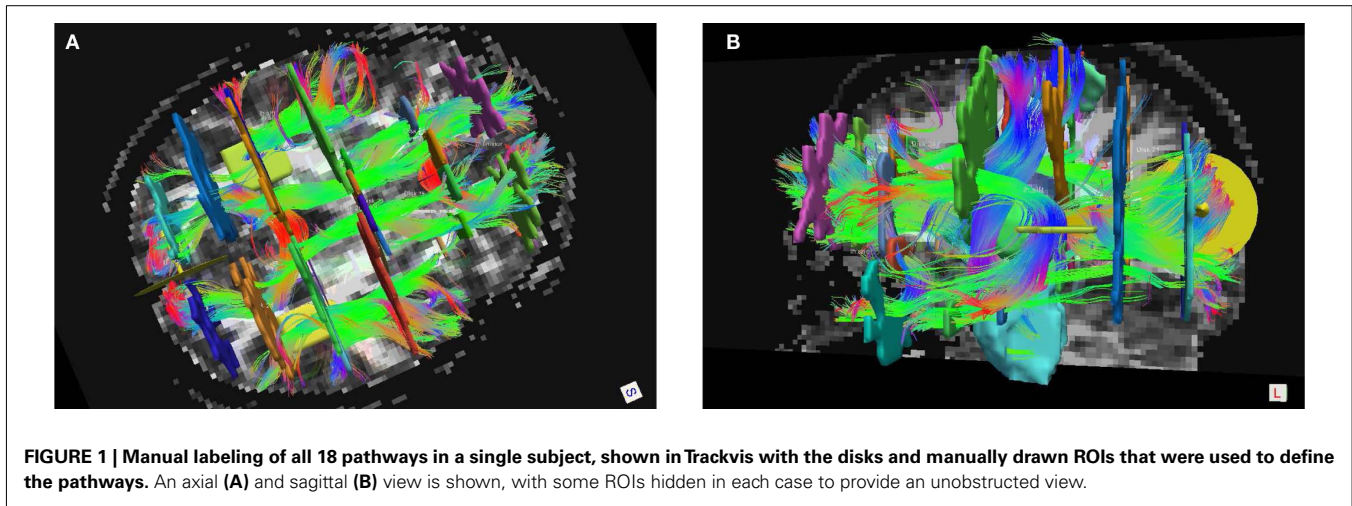 A
B
Disk 24
S
L
FIGURE 1 | Manual labeling of all 18 pathways in a single subject, shown in Trackvis with the disks and manually drawn ROIs that were used to define
the pathways. An axial (A) and sagittal (B) view is shown, with some ROIs hidden in each case to provide an unobstructed view.